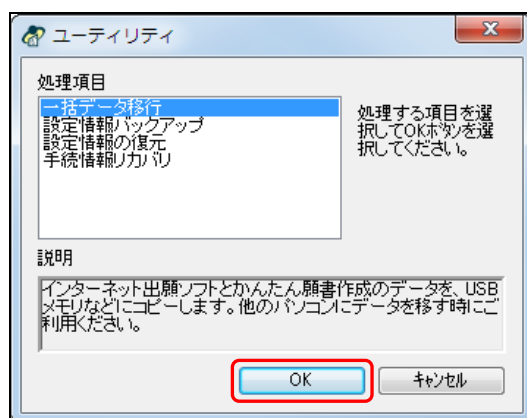 ユーティリティ
処理項目
一括データ移行
設定情報バックアップ
設定情報の復元
手続情報リカバリ
処理する項目を選
択してOKボタンを選
択してください。
説明
インターネット出願ソフトとかんたん願書作成のデータを、USB
メモリなどにコピーします。他のパソコンにデータを移す時にご
利用ください。
OK
キャンセル